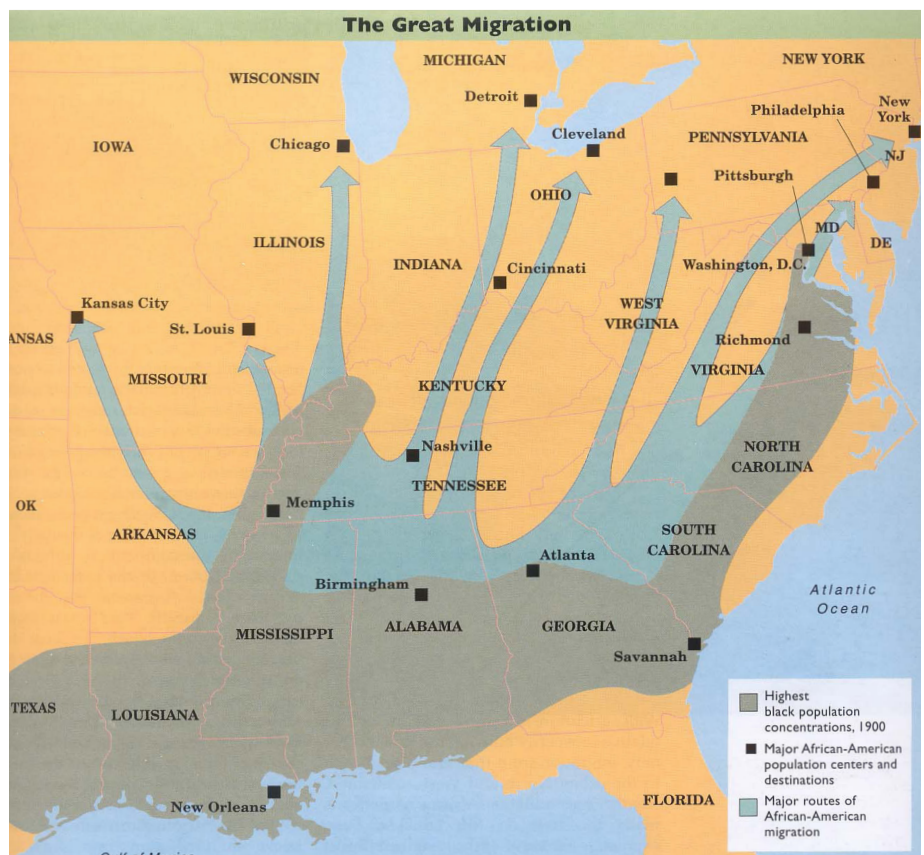 The Great Migration
MICHIGAN
NEW YORK
WISCONSIN
Detroit
Philadelphia
New
York
Cleveland
PENNSYLVANIA
Chicago
IOWA
NJ
Pittsburgh
OHIO
MD
ILLINOIS
DE
INDIANA
Cincinnati
Washington, D.C.
Kansas City
WEST
VIRGINIA
St. Louis
ANSAS
Richmond
MISSOURI
VIRGINIA
KENTUCKY
Nashville
NORTH
CAROLINA
TENNESSEE
OK
Memphis
ARKANSAS
SOUTH
CAROLINA
Atlanta
Birmingham
Atlantic
Ocean
MISSISSIPPI
ALABAMA
GEORGIA
Savannah
TEXAS
LOUISIANA
Highest
black population
concentrations, 1900
Major African-American
population centers and
destinations
Major routes of
African-American
migration
New Orleans
FLORIDA